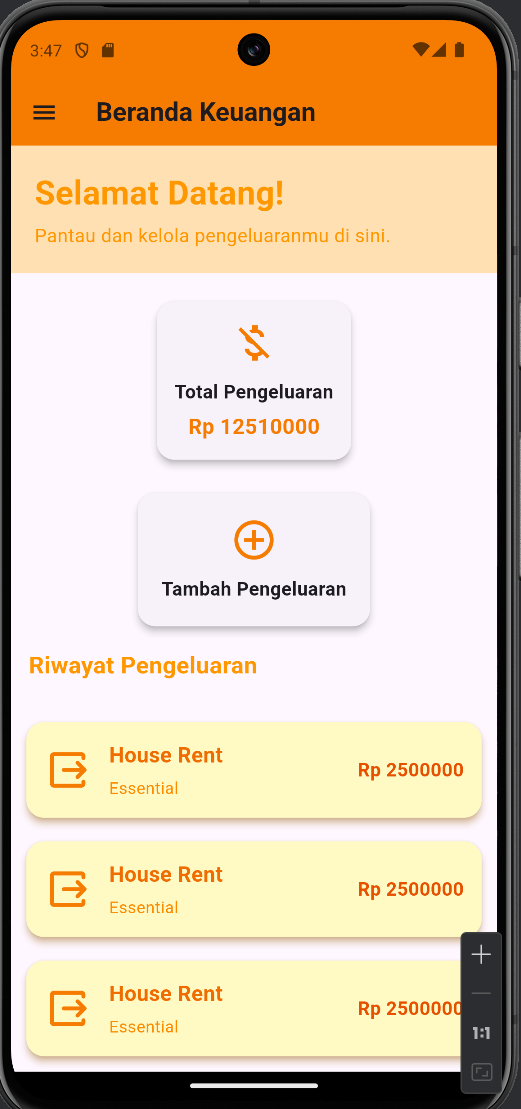 3:47
Beranda Keuangan
Selamat Datang!
Pantau dan kelola pengeluaranmu di sini.
Total Pengeluaran
Rp 12510000
Tambah Pengeluaran
Riwayat Pengeluaran
House Rent
Rp 2500000
Essential
House Rent
Rp 2500000
Essential
House Rent
Rp 2500000
Essential
1:1